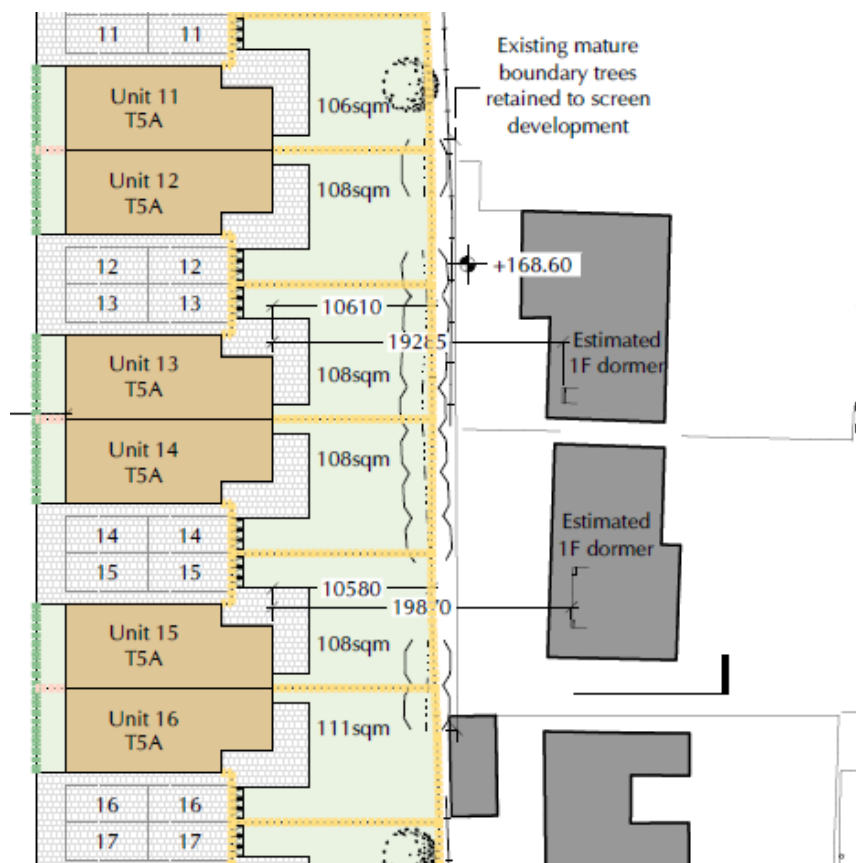 11 11
Existing mature
boundary trees
retained to screen
development
Unit 11
T5A
106sqm
Unit 12
T5A
108sqm
12 12
+168.60
13 13
10610
19285
Estimated
1F dormer
Unit 13
T5A
108sqm
Unit 14
T5A
108sqm
14 14
Estimated
1F dormer
15 15
10580
19870
Unit 15
T5A
108sqm
Unit 16
T5A
111sqm
16 16
17 17